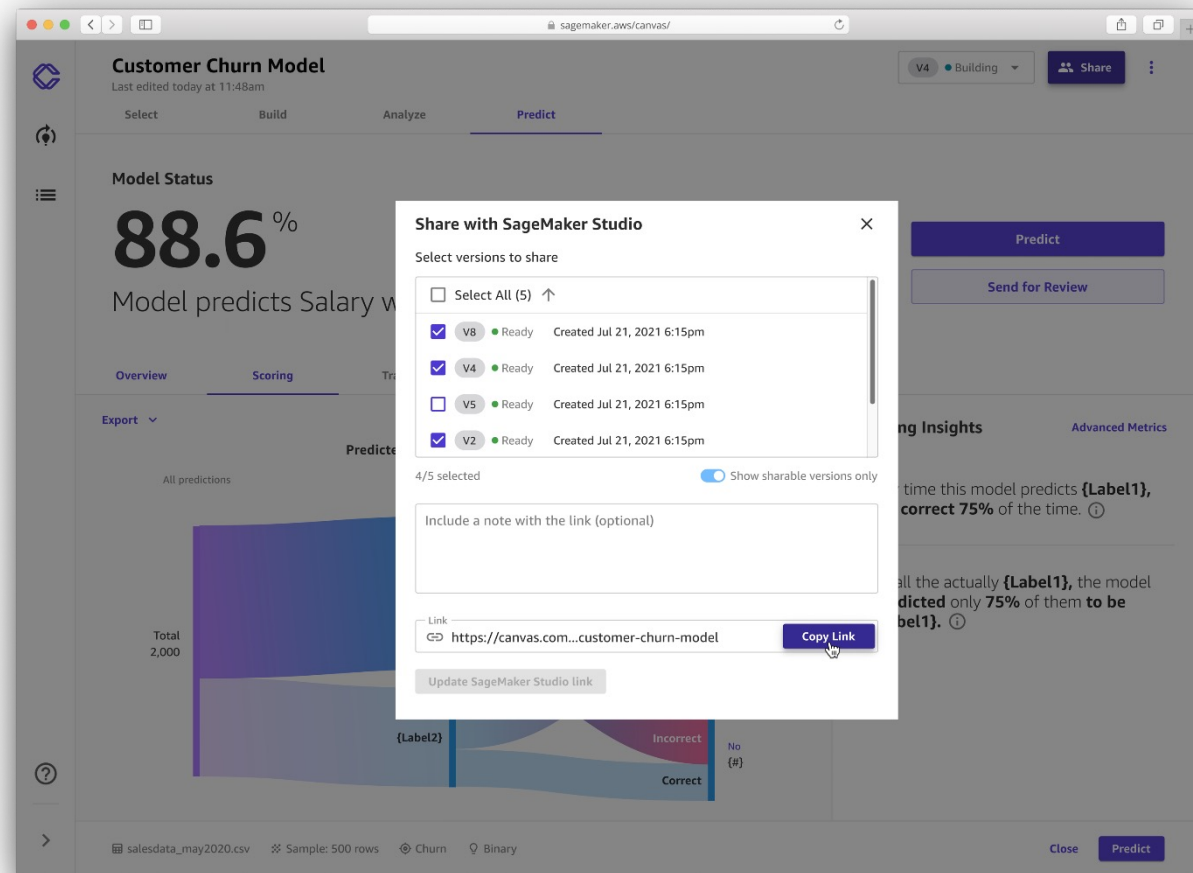 sagemaker.aws/canvas/
Customer Churn Model
Last edited today at 11:48am
V4 Building
Share
Select Build Analyze Predict
Model Status
88.6%
Model predicts Salary
Predict
Send for Review
Overview Scoring
Export
All predictions
Total
2,000
{Label2}
Incorrect
Correct
No
{#}
Insights
Advanced Metrics
time this model predicts {Label1},
correct 75% of the time.
all the actually {Label1}, the model
only 75% of them to be
Share with SageMaker Studio
Select versions to share
Select All (5)
V8 Ready Created Jul 21, 2021 6:15pm
V4 Ready Created Jul 21, 2021 6:15pm
V5 Ready Created Jul 21, 2021 6:15pm
V2 Ready Created Jul 21, 2021 6:15pm
4/5 selected
Show sharable versions only
Include a note with the link (optional)
Link
https://canvas.com...customer-churn-model
Copy Link
Update SageMaker Studio link
salesdata_may2020.csv Sample: 500 rows Churn Binary
Close
Predict